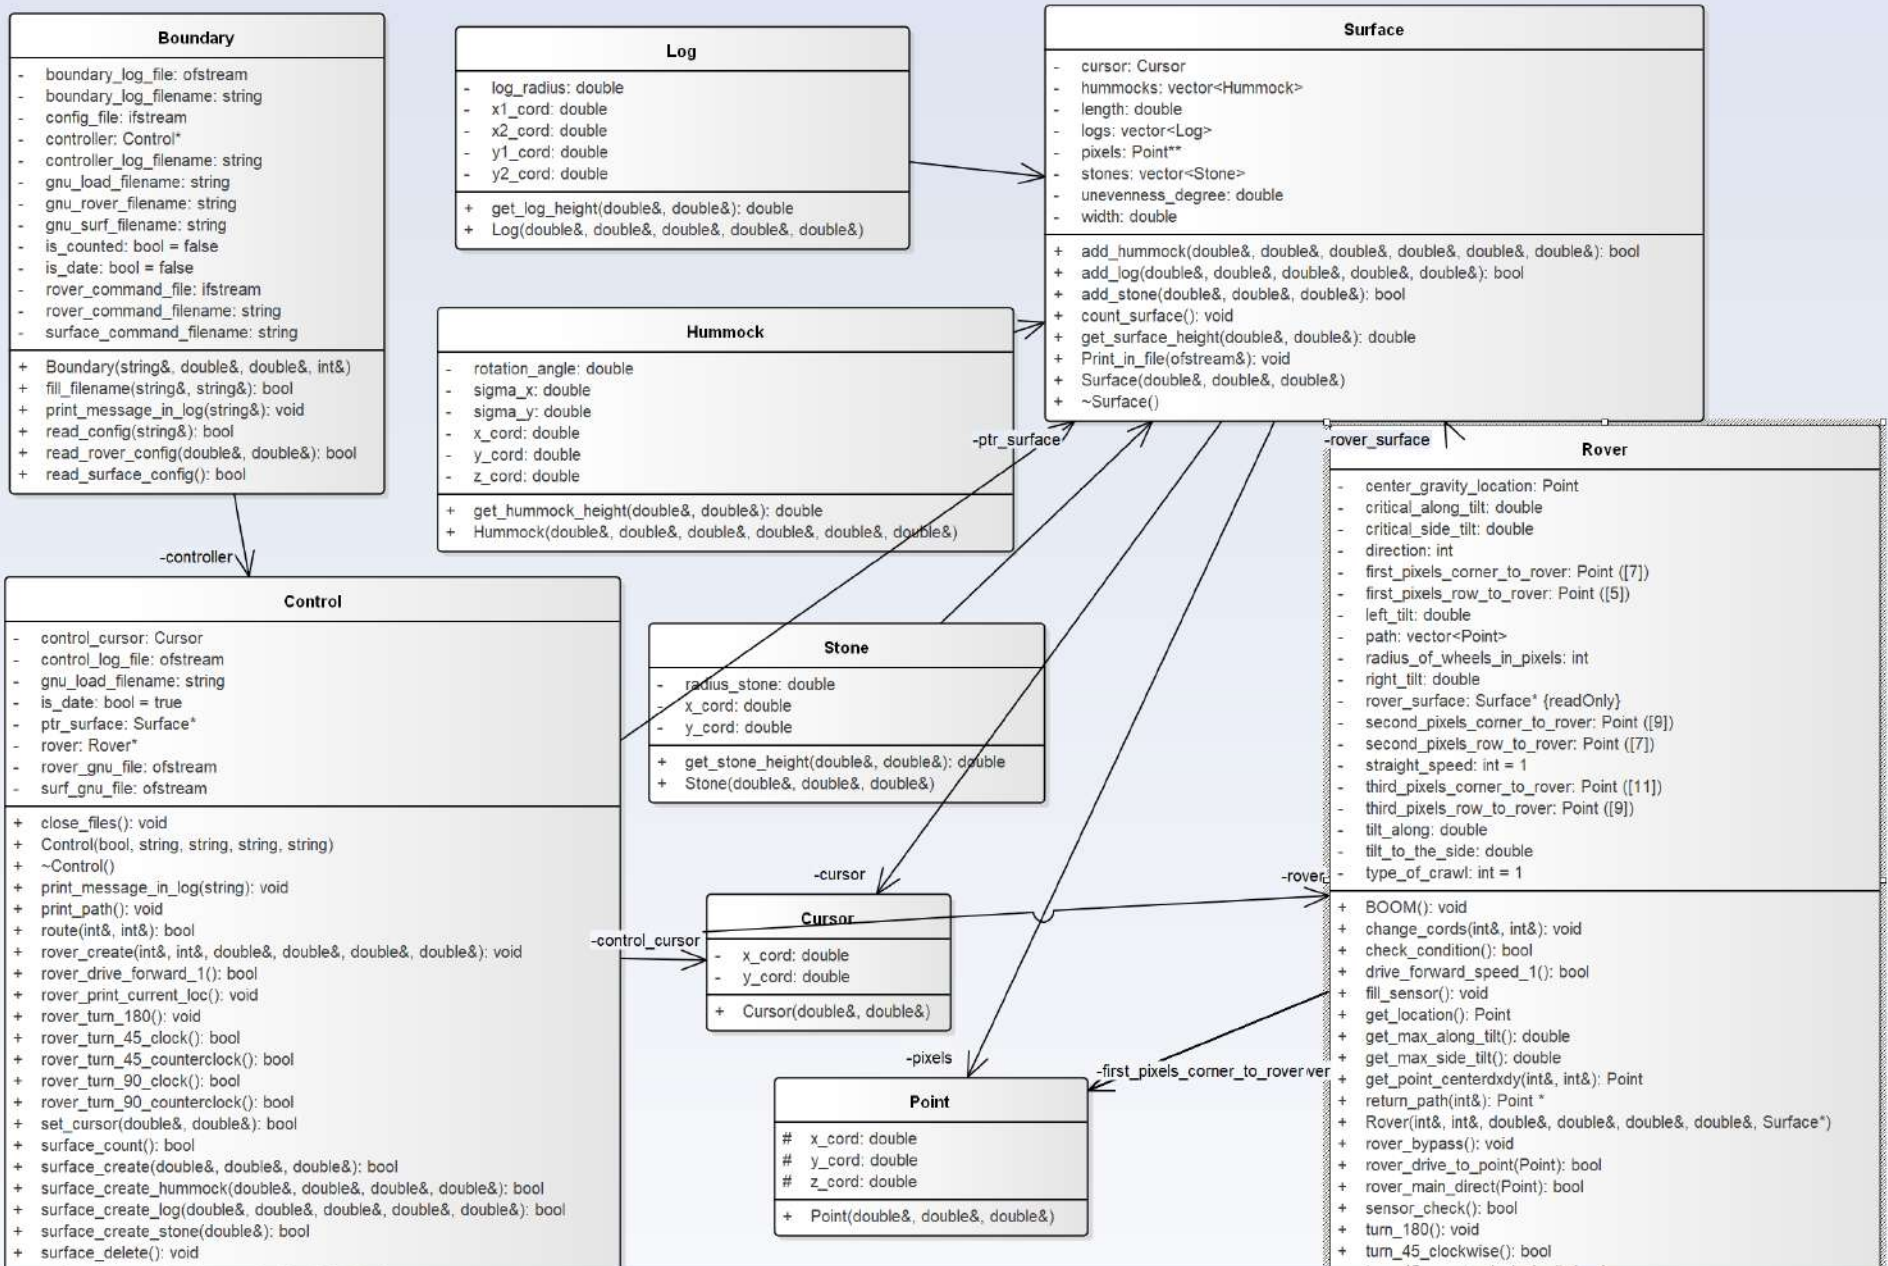 Boundary
- boundary_log_file: ofstream
- boundary_log_filename: string
- config_file: ifstream
- controller: Control*
- controller_log_filename: string
- gnu_load_filename: string
- gnu_rover_filename: string
- gnu_surf_filename: string
- is_counted: bool = false
- is_date: bool = false
- rover_command_file: ifstream
- rover_command_filename: string
- surface_command_filename: string
+ Boundary(string&, double&, double&, int&)
+ fill_filename(string&, string&): bool
+ print_message_in_log(string&): void
+ read_config(string&): bool
+ read_rover_config(double&, double&): bool
+ read_surface_config(): bool
Log
- log_radius: double
- x1_cord: double
- x2_cord: double
- y1_cord: double
- y2_cord: double
+ get_log_height(double&, double&): double
+ Log(double&, double&, double&, double&, double&)
Surface
- cursor: Cursor
- hummocks: vector<Hummock>
- length: double
- logs: vector<Log>
- pixels: Point**
- stones: vector<Stone>
- unevenness_degree: double
- width: double
+ add_hummock(double&, double&, double&, double&, double&, double&): bool
+ add_log(double&, double&, double&, double&, double&): bool
+ add_stone(double&, double&, double&): bool
+ count_surface(): void
+ get_surface_height(double&, double&): double
+ Print_in_file(ofstream&): void
+ Surface(double&, double&, double&)
+ ~Surface()
Hummock
- rotation_angle: double
- sigma_x: double
- sigma_y: double
- x_cord: double
- y_cord: double
- z_cord: double
+ get_hummock_height(double&, double&): double
+ Hummock(double&, double&, double&, double&, double&, double&)
-ptr_surface
-rover_surface
-controller
Control
- control_cursor: Cursor
- control_log_file: ofstream
- gnu_load_filename: string
- is_date: bool = true
- ptr_surface: Surface*
- rover: Rover*
- rover_gnu_file: ofstream
- surf_gnu_file: ofstream
+ close_files(): void
+ Control(bool, string, string, string, string)
+ ~Control()
+ print_message_in_log(string): void
+ print_path(): void
+ route(int&, int&): bool
+ rover_create(int&, int&, double&, double&, double&, double&): void
+ rover_drive_forward_1(): bool
+ rover_print_current_loc(): void
+ rover_turn_180(): void
+ rover_turn_45_clock(): bool
+ rover_turn_45_counterclock(): bool
+ rover_turn_90_clock(): bool
+ rover_turn_90_counterclock(): bool
+ set_cursor(double&, double&): bool
+ surface_count(): bool
+ surface_create(double&, double&, double&): bool
+ surface_create_hummock(double&, double&, double&, double&): bool
+ surface_create_log(double&, double&, double&, double&, double&): bool
+ surface_create_stone(double&): bool
+ surface_delete(): void
Stone
- radius_stone: double
- x_cord: double
- y_cord: double
+ get_stone_height(double&, double&): double
+ Stone(double&, double&, double&)
-cursor
-rover
-control_cursor
Cursor
- x_cord: double
- y_cord: double
+ Cursor(double&, double&)
-pixels
-first_pixels_corner_to_rover
Point
# x_cord: double
# y_cord: double
# z_cord: double
+ Point(double&, double&, double&)
Rover
- center_gravity_location: Point
- critical_along_tilt: double
- critical_side_tilt: double
- direction: int
- first_pixels_corner_to_rover: Point ([7])
- first_pixels_row_to_rover: Point ([5])
- left_tilt: double
- path: vector<Point>
- radius_of_wheels_in_pixels: int
- right_tilt: double
- rover_surface: Surface* {readOnly}
- second_pixels_corner_to_rover: Point ([9])
- second_pixels_row_to_rover: Point ([7])
- straight_speed: int = 1
- third_pixels_corner_to_rover: Point ([11])
- third_pixels_row_to_rover: Point ([9])
- tilt_along: double
- tilt_to_the_side: double
- type_of_crawl: int = 1
+ BOOM(): void
+ change_cords(int&, int&): void
+ check_condition(): bool
+ drive_forward_speed_1(): bool
+ fill_sensor(): void
+ get_location(): Point
+ get_max_along_tilt(): double
+ get_max_side_tilt(): double
+ get_point_centerdxdy(int&, int&): Point
+ return_path(int&): Point *
+ Rover(int&, int&, double&, double&, double&, double&, Surface*)
+ rover_bypass(): void
+ rover_drive_to_point(Point): bool
+ rover_main_direct(Point): bool
+ sensor_check(): bool
+ turn_180(): void
+ turn_45_clockwise(): bool